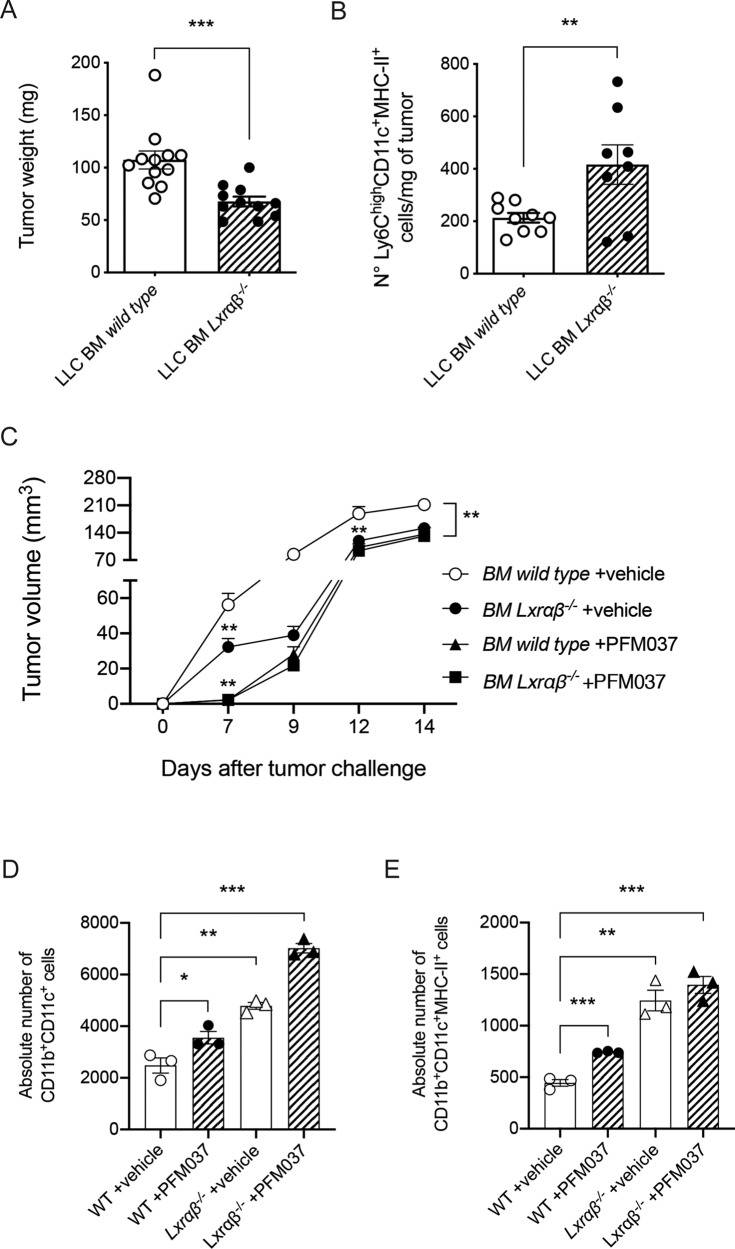 A
***
Tumor weight (mg)
200
150
100
50
0
LLC BM wild type
LLC BM Lxrαβ-/-
B
**
N° Ly6ChighCD11c+MHC-II+
cells/mg of tumor
800
600
400
200
0
LLC BM wild type
LLC BM Lxrαβ-/-
C
Tumor volume (mm3)
280
210
140
70
60
40
20
0
**
**
**
**
0 7 9 12 14
Days after tumor challenge
BM wild type +vehicle
BM Lxrαβ-/- +vehicle
BM wild type +PFM037
BM Lxrαβ-/- +PFM037
D
***
**
*
Absolute number of
CD11b+CD11c+ cells
8000
6000
4000
2000
0
WT +vehicle
WT +PFM037
Lxrαβ-/- +vehicle
Lxrαβ-/- +PFM037
E
***
**
***
Absolute number of
CD11b+CD11c+MHC-II+ cells
2000
1500
1000
500
0
WT +vehicle
WT +PFM037
Lxrαβ-/- +vehicle
Lxrαβ-/- +PFM037